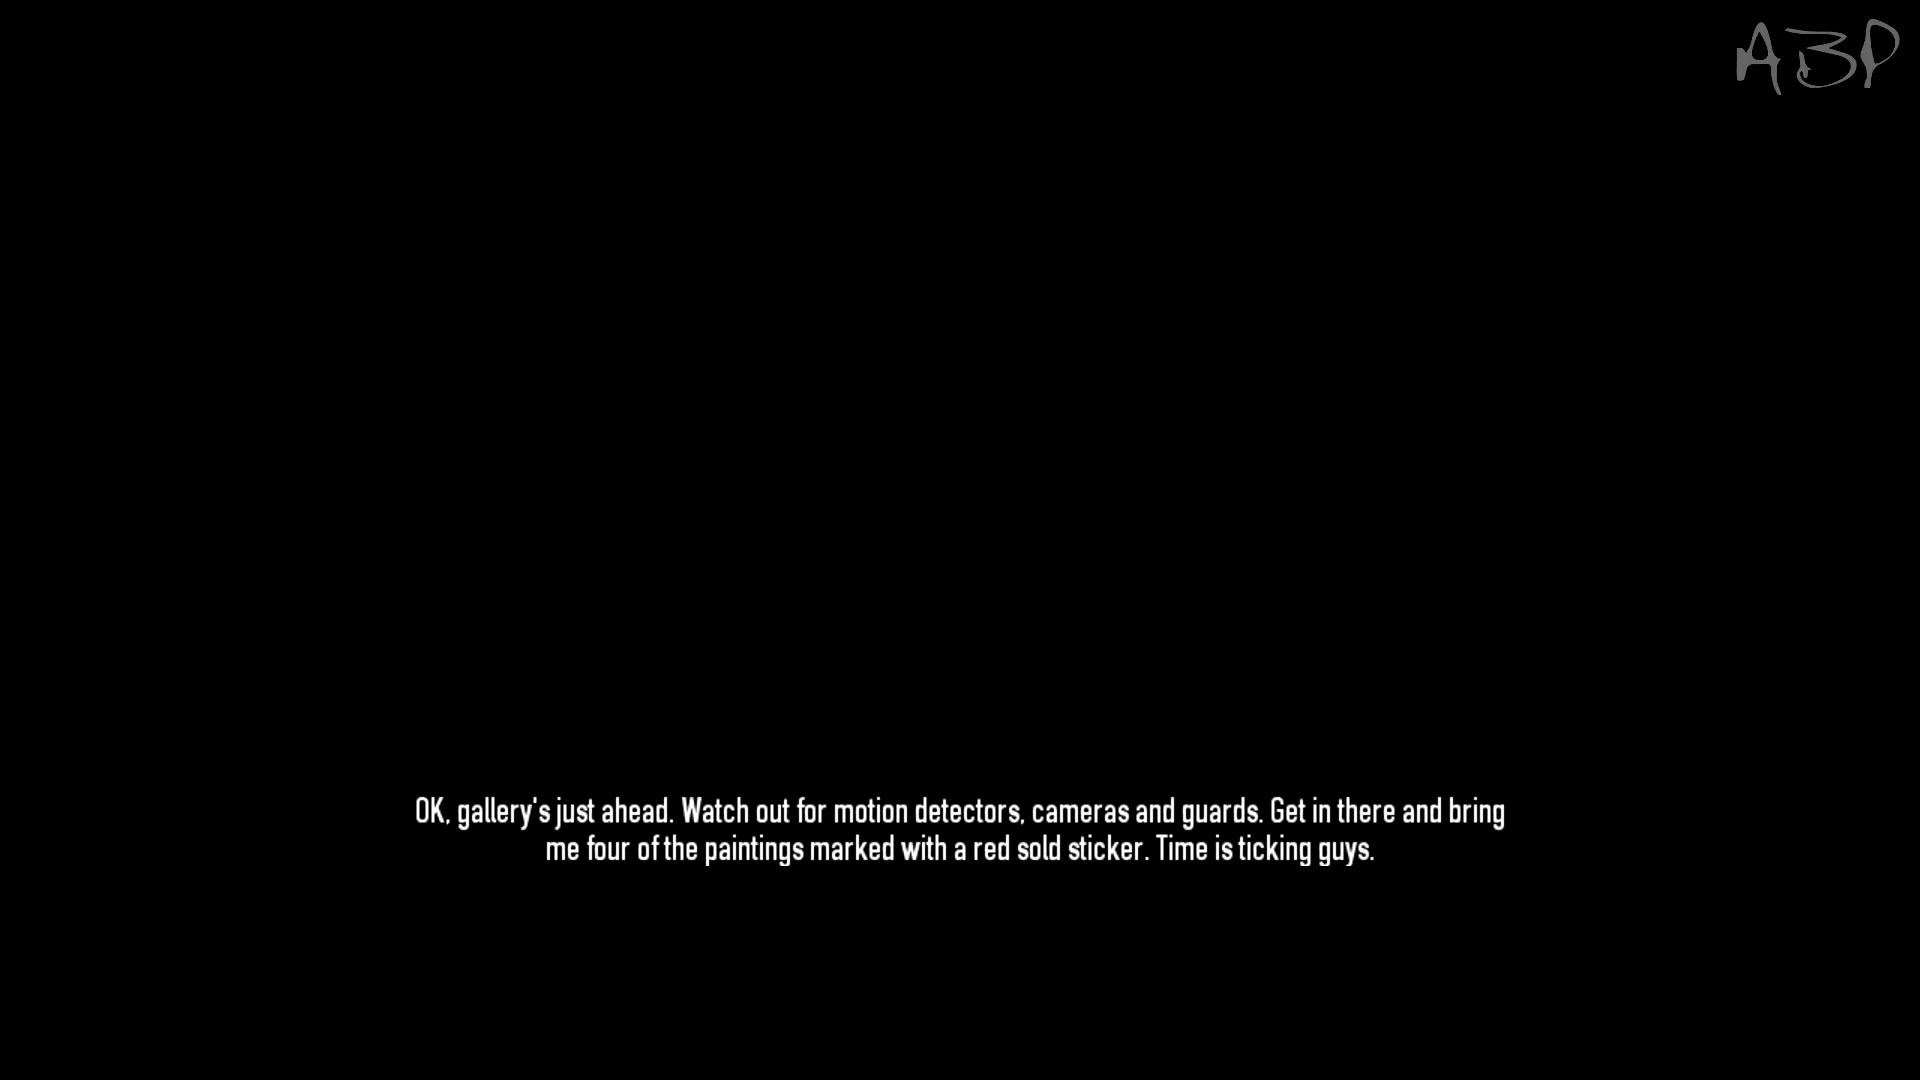 ABP
OK, gallery's just ahead. Watch out for motion detectors, cameras and guards. Get in there and bring
me four of the paintings marked with a red sold sticker. Time is ticking guys.